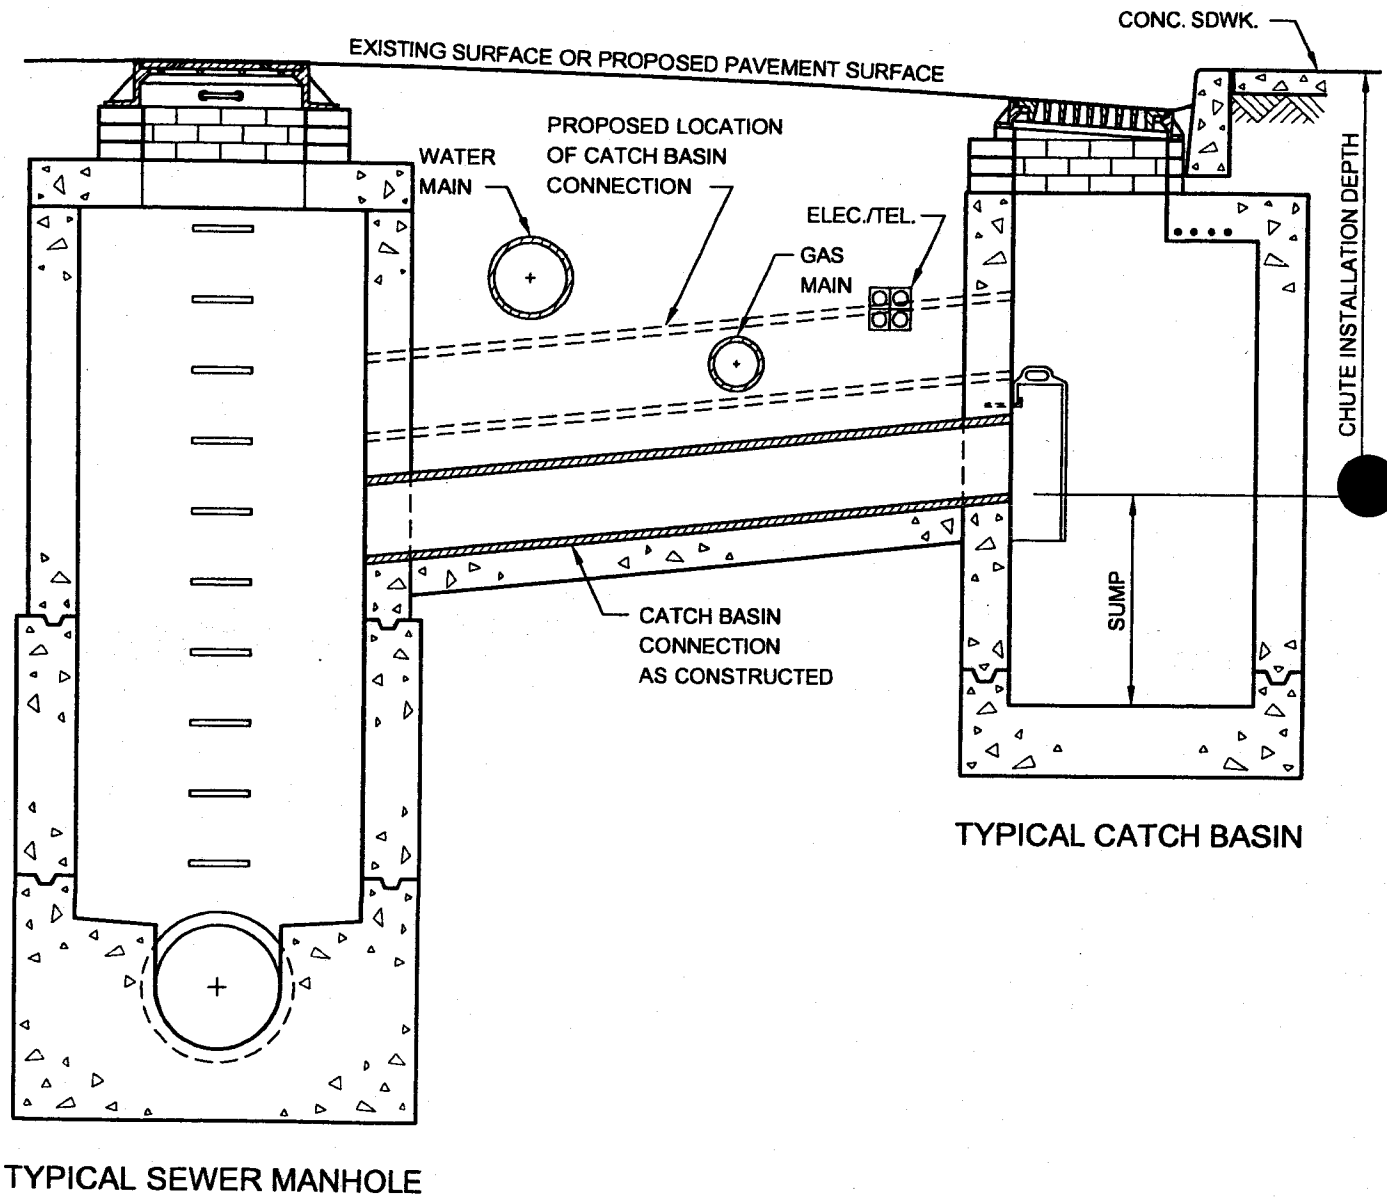 CONC. SDWK.
EXISTING SURFACE OR PROPOSED PAVEMENT SURFACE
PROPOSED LOCATION
OF CATCH BASIN
CONNECTION
WATER
MAIN
ELEC./TEL.
GAS
MAIN
CHUTE INSTALLATION DEPTH
SUMP
CATCH BASIN
CONNECTION
AS CONSTRUCTED
TYPICAL CATCH BASIN
TYPICAL SEWER MANHOLE